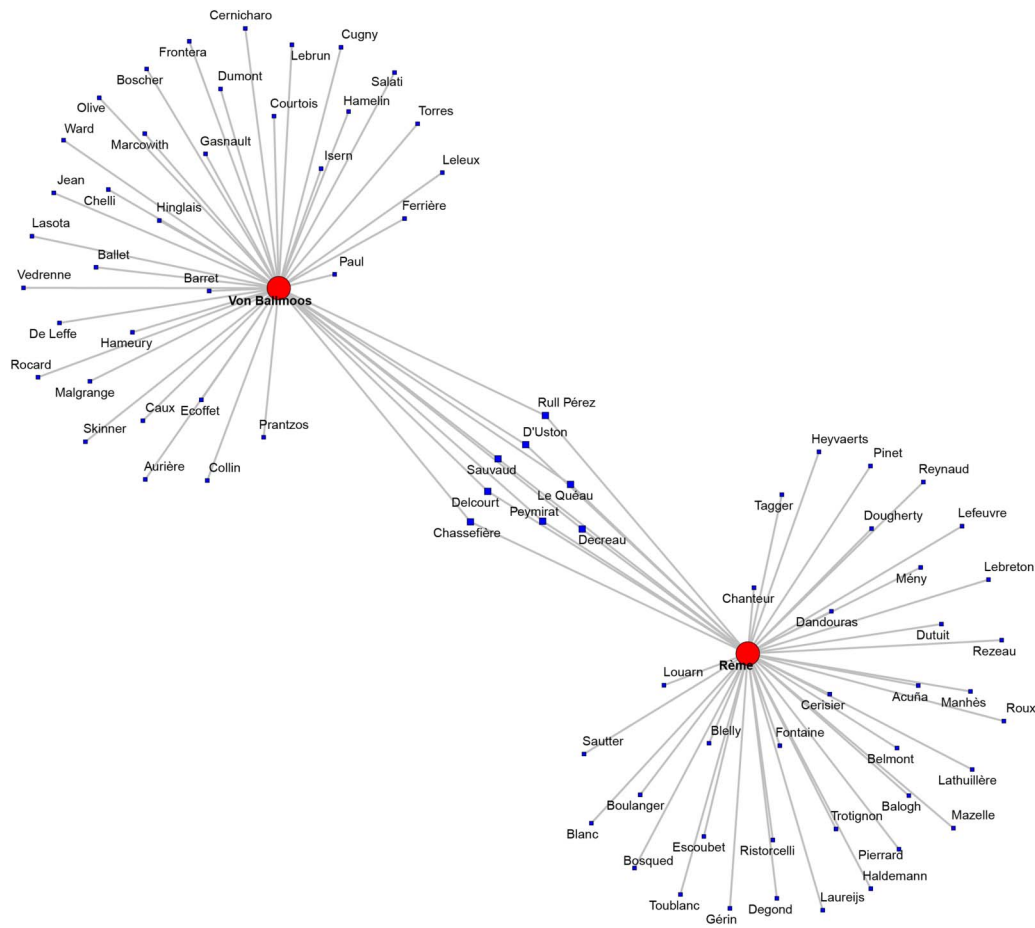 Cernicharo
Cugny
Frontera
Lebrun
Boscher
Dumont
Salati
Olive
Courtois
Hamelin
Torres
Ward
Marcowith
Gasnault
Isern
Leleux
Jean
Chelli
Hinglais
Ferrière
Lasota
Ballet
Paul
Vedrenne
Barret
Von Ballmoos
De Leffe
Hameury
Rocard
Malgrange
Ecoffet
Caux
Prantzos
Skinner
Aurière
Collin
Rull Pérez
D'Uston
Sauvaud
Le Quéau
Delcourt
Peymirat
Chassefière
Decreau
Heyvaerts
Pinet
Reynaud
Tagger
Dougherty
Lefeuvre
Mény
Lebreton
Chanteur
Dandouras
Dutuit
Rezeau
Rème
Louarn
Acuña
Manhès
Cerisier
Roux
Blelly
Fontaine
Sautter
Belmont
Lathuillère
Boulanger
Balogh
Mazelle
Blanc
Trotignon
Escoubet
Ristorcelli
Pierrard
Bosqued
Haldemann
Toublanc
Laureijs
Degond
Gérin